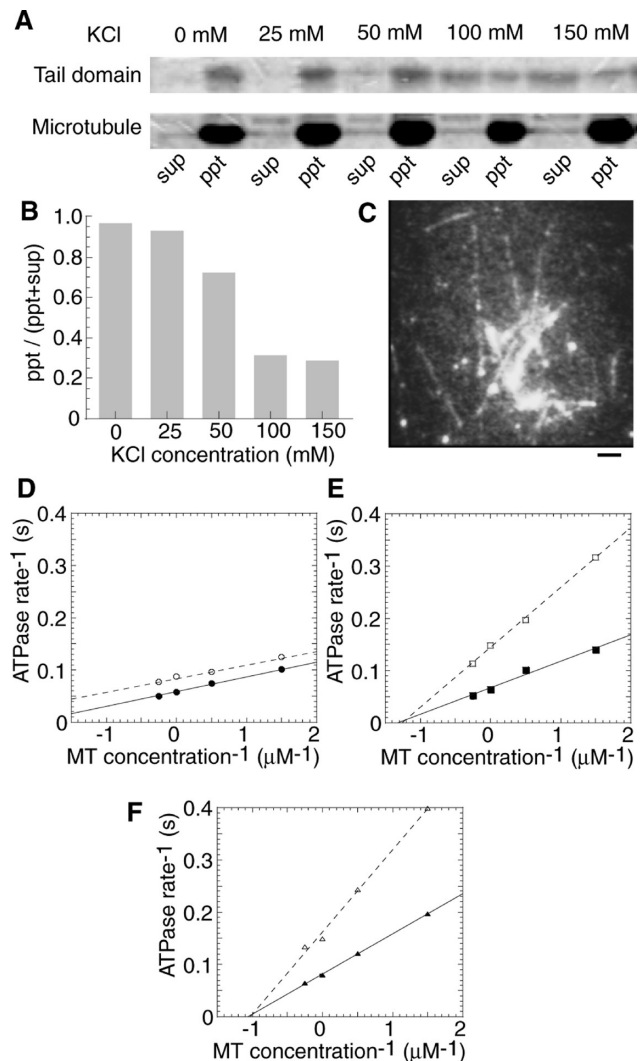 A
KCl 0 mM 25 mM 50 mM 100 mM 150 mM
Tail domain
Microtubule
sup ppt sup ppt sup ppt sup ppt sup ppt
B
C
1.0
0.8
0.6
0.4
0.2
0
ppt / (ppt+sup)
0 25 50 100 150
KCl concentration (mM)
D
E
0.4
0.3
0.2
0.1
0
ATPase rate-1 (s)
-1 0 1 2
MT concentration-1 (μM-1)
0.4
0.3
0.2
0.1
0
ATPase rate-1 (s)
-1 0 1 2
MT concentration-1 (μM-1)
F
0.4
0.3
0.2
0.1
0
ATPase rate-1 (s)
-1 0 1 2
MT concentration-1 (μM-1)